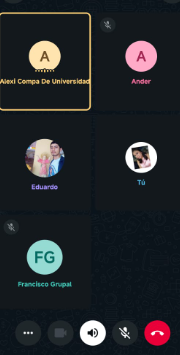 A
Alexi Compa De Universidad
A
Ander
Eduardo
Tú
FG
Francisco Grupal